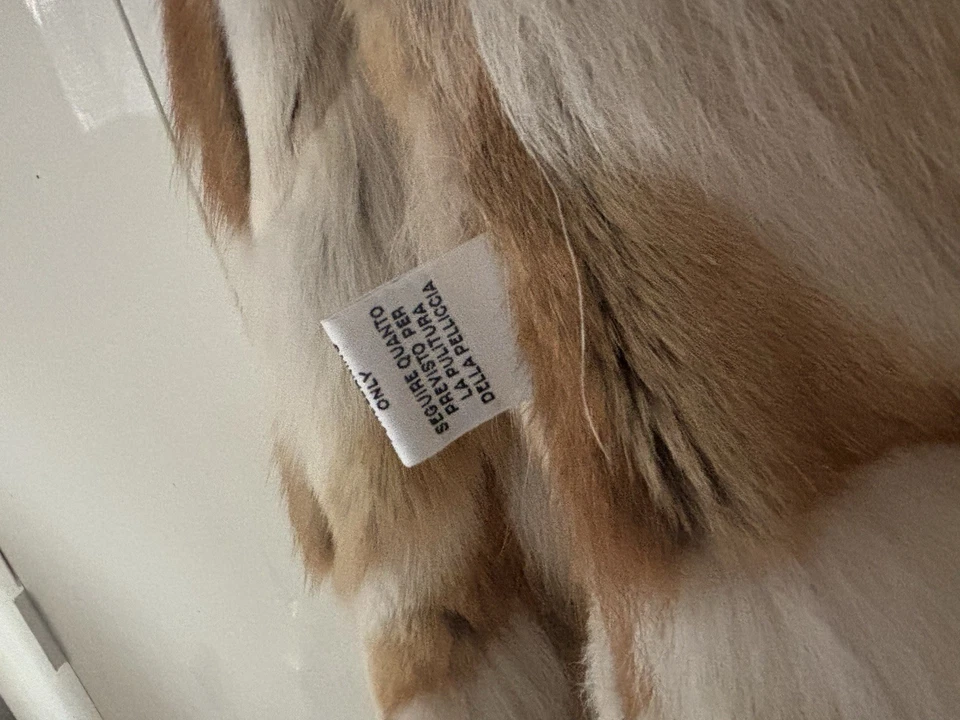 ONLY
SEGUIRE QUANTO
PREVISTO PER
LA PULITURA
DELLA PELLICCIA